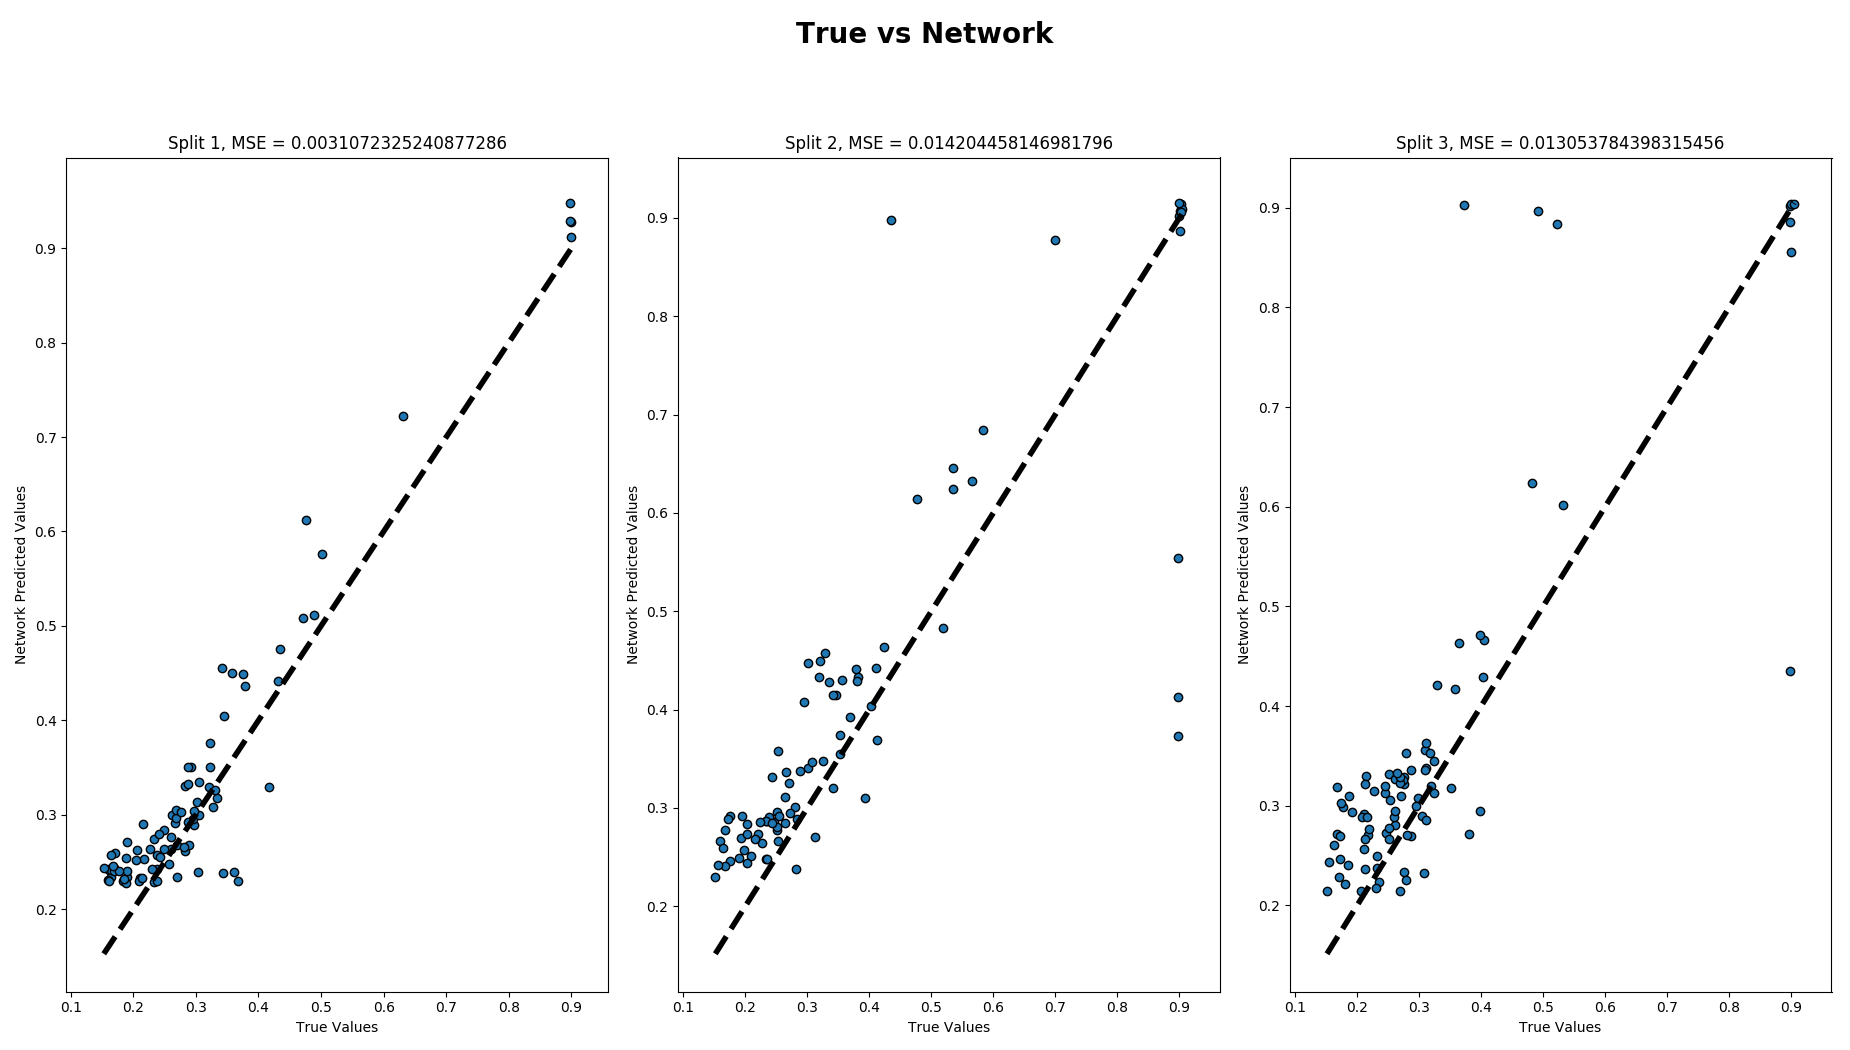 True vs Network
Split 1, MSE = 0.0031072325240877286
Network Predicted Values
0.9
0.8
0.7
0.6
0.5
0.4
0.3
0.2
0.1 0.2 0.3 0.4 0.5 0.6 0.7 0.8 0.9
True Values
Split 2, MSE = 0.014204458146981796
Network Predicted Values
0.9
0.8
0.7
0.6
0.5
0.4
0.3
0.2
0.1 0.2 0.3 0.4 0.5 0.6 0.7 0.8 0.9
True Values
Split 3, MSE = 0.013053784398315456
Network Predicted Values
0.9
0.8
0.7
0.6
0.5
0.4
0.3
0.2
0.1 0.2 0.3 0.4 0.5 0.6 0.7 0.8 0.9
True Values